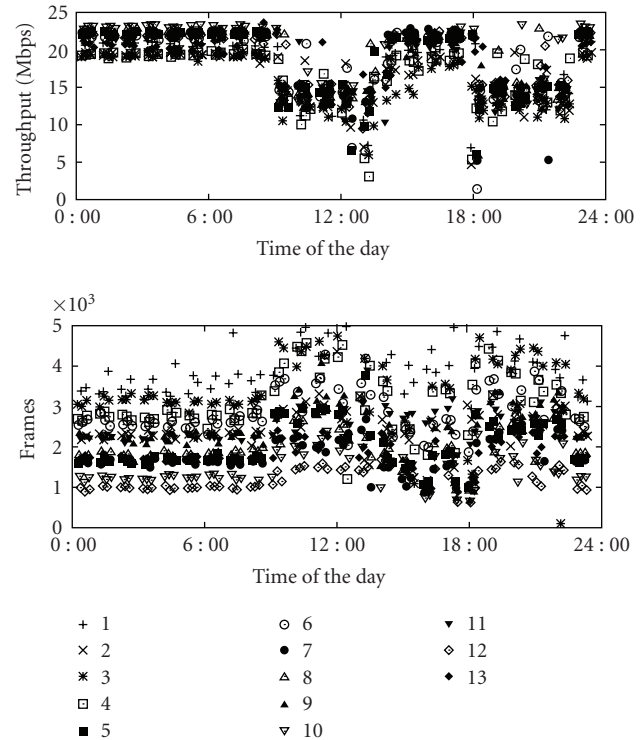 Throughput (Mbps)
25
20
15
10
5
0
0 : 00 6 : 00 12 : 00 18 : 00 24 : 00
Time of the day
×10³
Frames
5
4
3
2
1
0
0 : 00 6 : 00 12 : 00 18 : 00 24 : 00
Time of the day
1 6 11
2 7 12
3 8 13
4 9
5 10